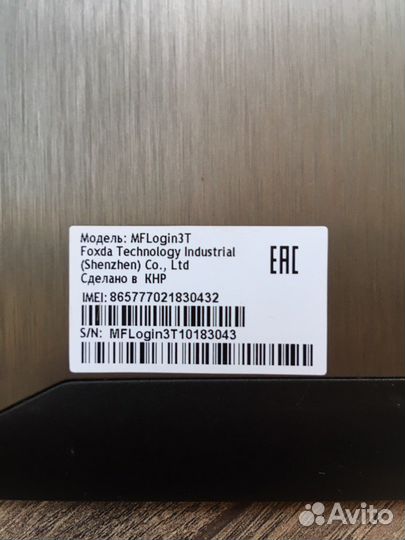 Модель: MFLogin3T
Foxda Technology Industrial
(Shenzhen) Co., Ltd
Сделано в КНР
EAC
IMEI: 865777021830432
S/N: MFLogin3T10183043
Avito